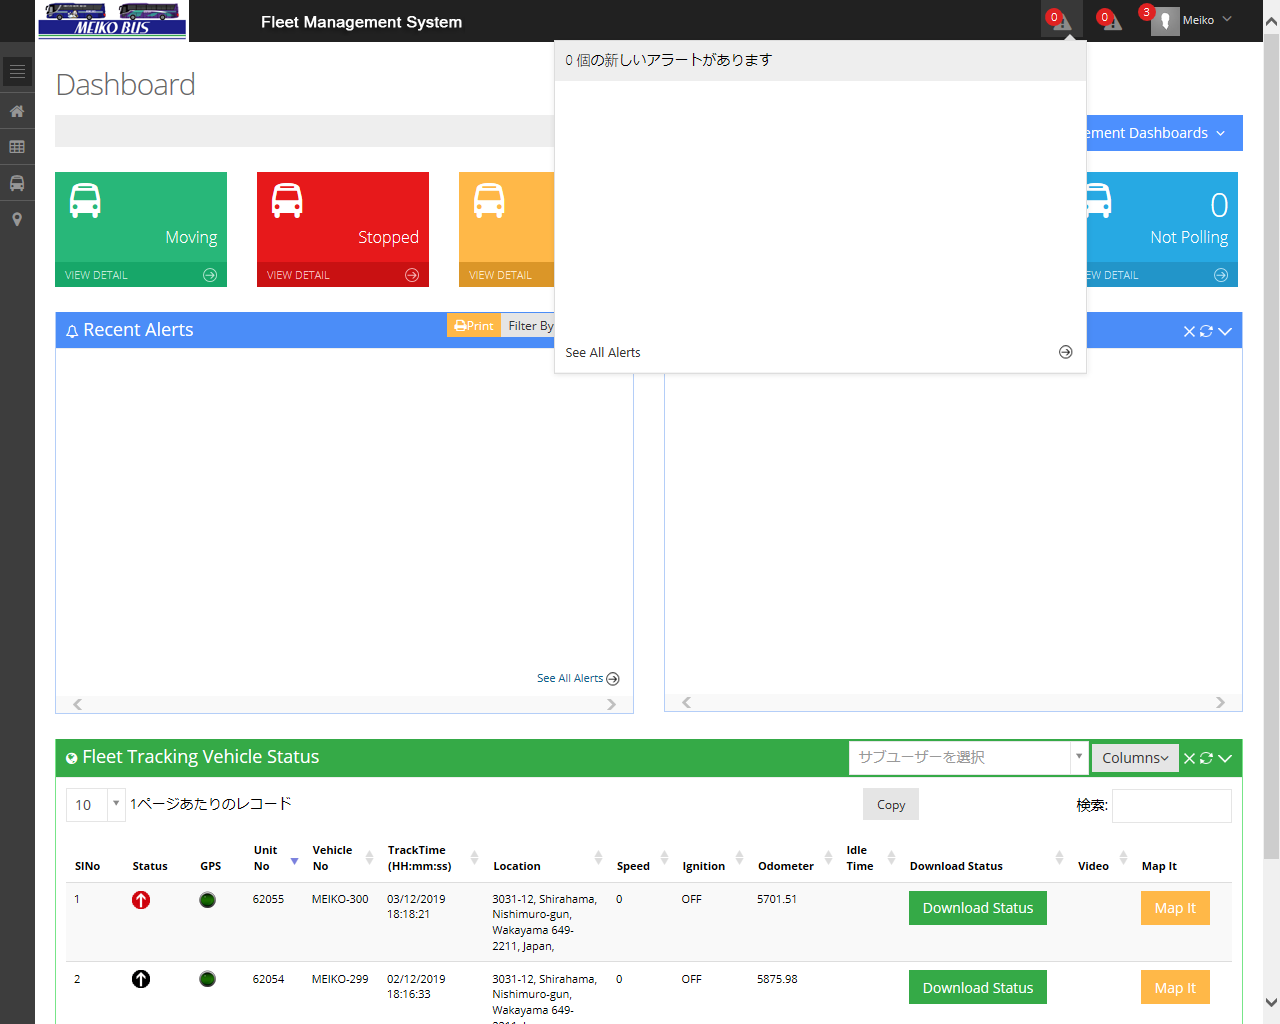 MEIKO BUS
Fleet Management System
0
0
3
Meiko
0 個の新しいアラートがあります
Dashboard
ement Dashboards
Moving
VIEW DETAIL
Stopped
VIEW DETAIL
VIEW DETAIL
0
Not Polling
EW DETAIL
See All Alerts
Recent Alerts
Print
Filter By
See All Alerts
Fleet Tracking Vehicle Status
サブユーザーを選択
Columns
10
1ページあたりのレコード
Copy
検索:
SlNo Status GPS Unit No Vehicle No TrackTime (HH:mm:ss) Location Speed Ignition Odometer Idle Time Download Status Video Map It
1 62055 MEIKO-300 03/12/2019 18:18:21 3031-12, Shirahama, Nishimuro-gun, Wakayama 649-2211, Japan, 0 OFF 5701.51 Download Status Map It
2 62054 MEIKO-299 02/12/2019 18:16:33 3031-12, Shirahama, Nishimuro-gun, Wakayama 649- 0 OFF 5875.98 Download Status Map It